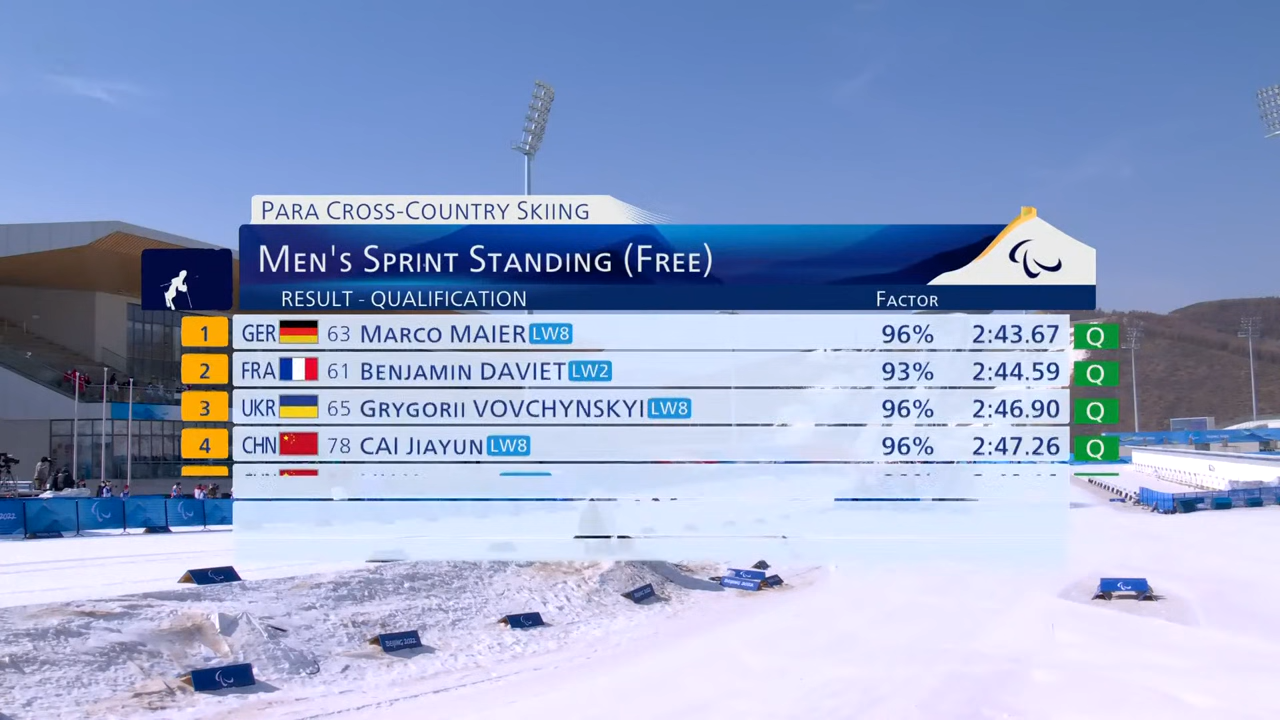 PARA CROSS-COUNTRY SKIING
MEN'S SPRINT STANDING (FREE)
RESULT - QUALIFICATION FACTOR
1 GER 63 MARCO MAIER LW8 96% 2:43.67 Q
2 FRA 61 BENJAMIN DAVIET LW2 93% 2:44.59 Q
3 UKR 65 GRYGORII VOVCHYNSKYI LW8 96% 2:46.90 Q
4 CHN 78 CAI JIAYUN LW8 96% 2:47.26 Q
BEIJING 2022